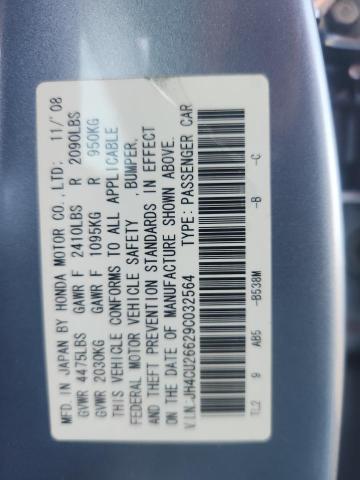 MFD. IN JAPAN BY HONDA MOTOR CO., LTD; 11/'08
GVWR 4475LBS GAWR F 2410LBS R 2090LBS
GVWR 2030KG GAWR F 1095KG R 950KG
THIS VEHICLE CONFORMS TO ALL APPLICABLE
FEDERAL MOTOR VEHICLE SAFETY ,BUMPER,
AND THEFT PREVENTION STANDARDS IN EFFECT
ON THE DATE OF MANUFACTURE SHOWN ABOVE.
V.I.N:JH4CU26629C032564 TYPE: PASSENGER CAR
TL2 9 AB5 -B538M -B -C